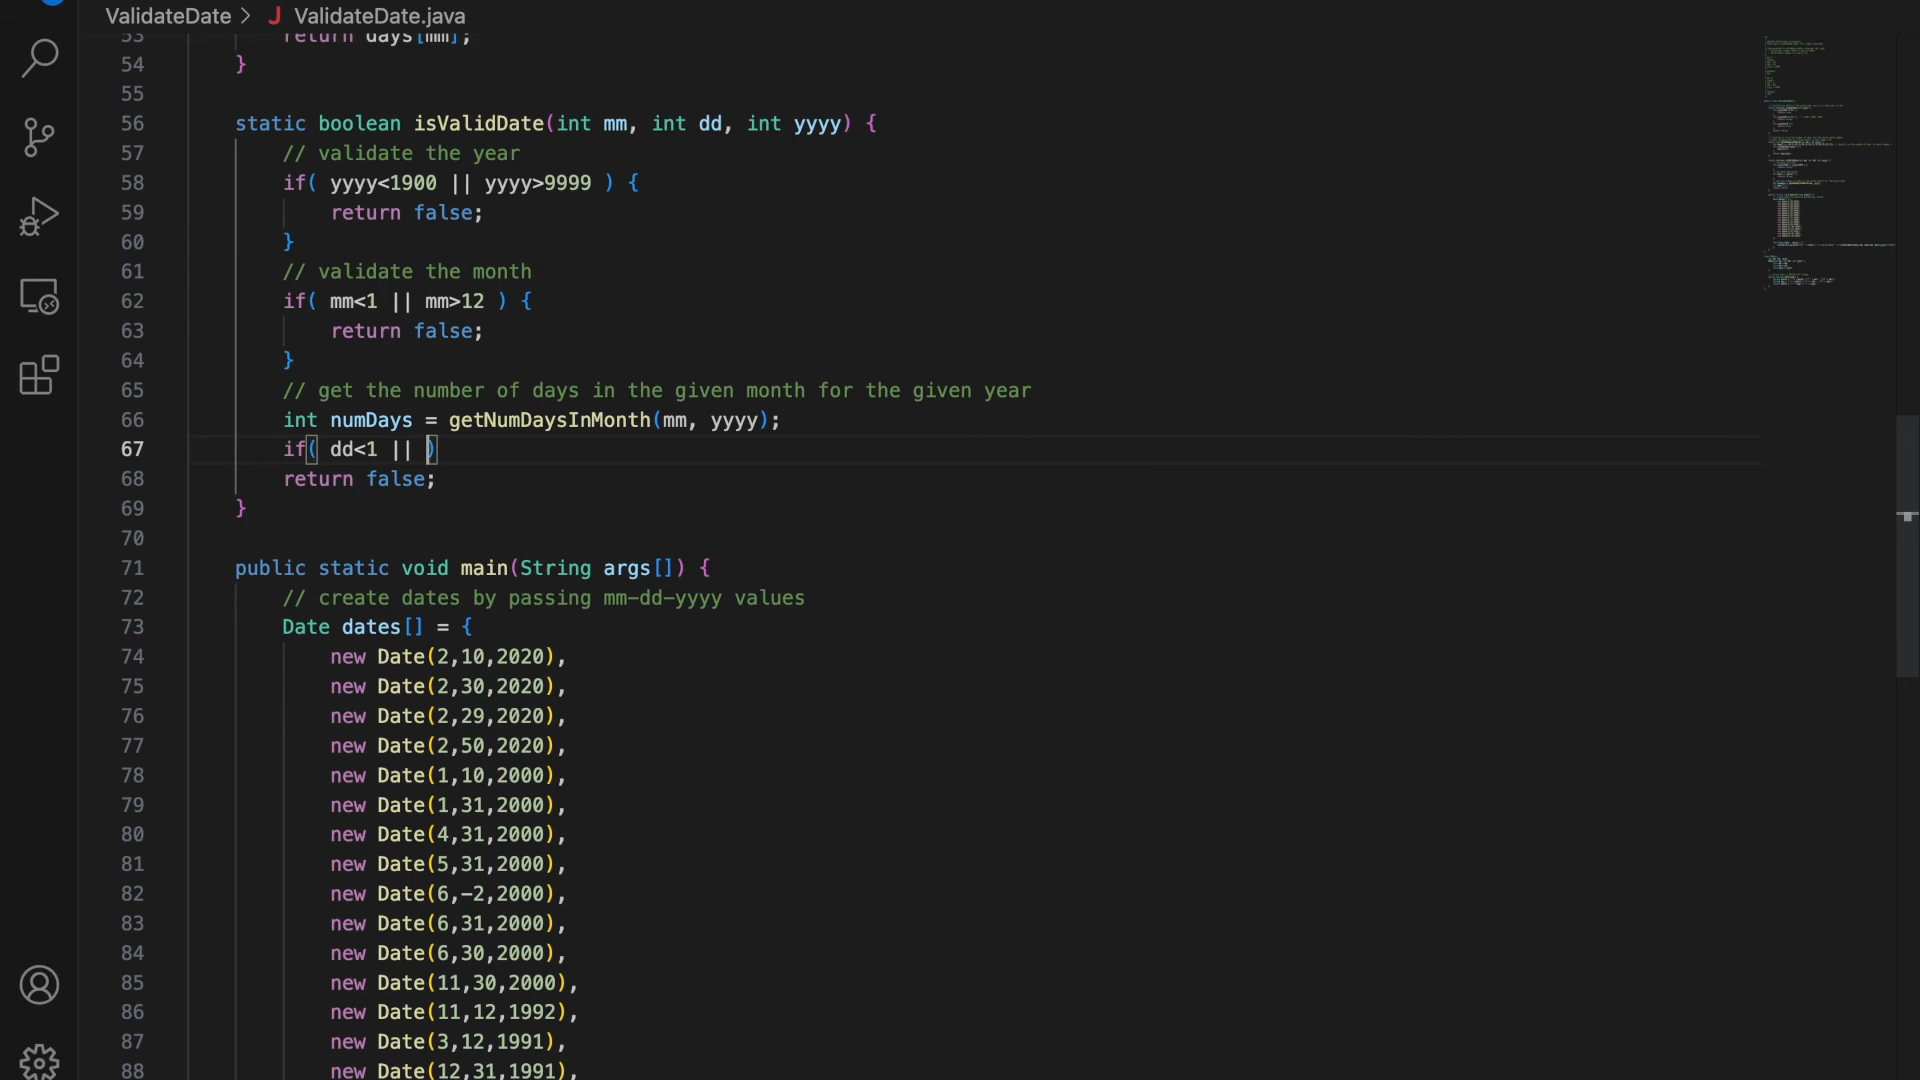 ValidateDate > J ValidateDate.java
53 return days[mm];
54 }
55
56 static boolean isValidDate(int mm, int dd, int yyyy) {
57 // validate the year
58 if( yyyy<1900 || yyyy>9999 ) {
59 return false;
60 }
61 // validate the month
62 if( mm<1 || mm>12 ) {
63 return false;
64 }
65 // get the number of days in the given month for the given year
66 int numDays = getNumDaysInMonth(mm, yyyy);
67 if( dd<1 || )
68 return false;
69 }
70
71 public static void main(String args[]) {
72 // create dates by passing mm-dd-yyyy values
73 Date dates[] = {
74 new Date(2,10,2020),
75 new Date(2,30,2020),
76 new Date(2,29,2020),
77 new Date(2,50,2020),
78 new Date(1,10,2000),
79 new Date(1,31,2000),
80 new Date(4,31,2000),
81 new Date(5,31,2000),
82 new Date(6,-2,2000),
83 new Date(6,31,2000),
84 new Date(6,30,2000),
85 new Date(11,30,2000),
86 new Date(11,12,1992),
87 new Date(3,12,1991),
88 new Date(12,31,1991),